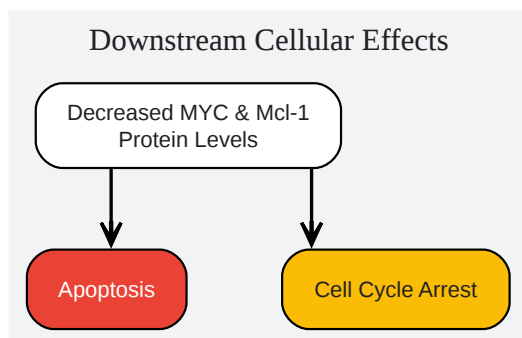 Downstream Cellular Effects
Decreased MYC & Mcl-1
Protein Levels
Apoptosis
Cell Cycle Arrest